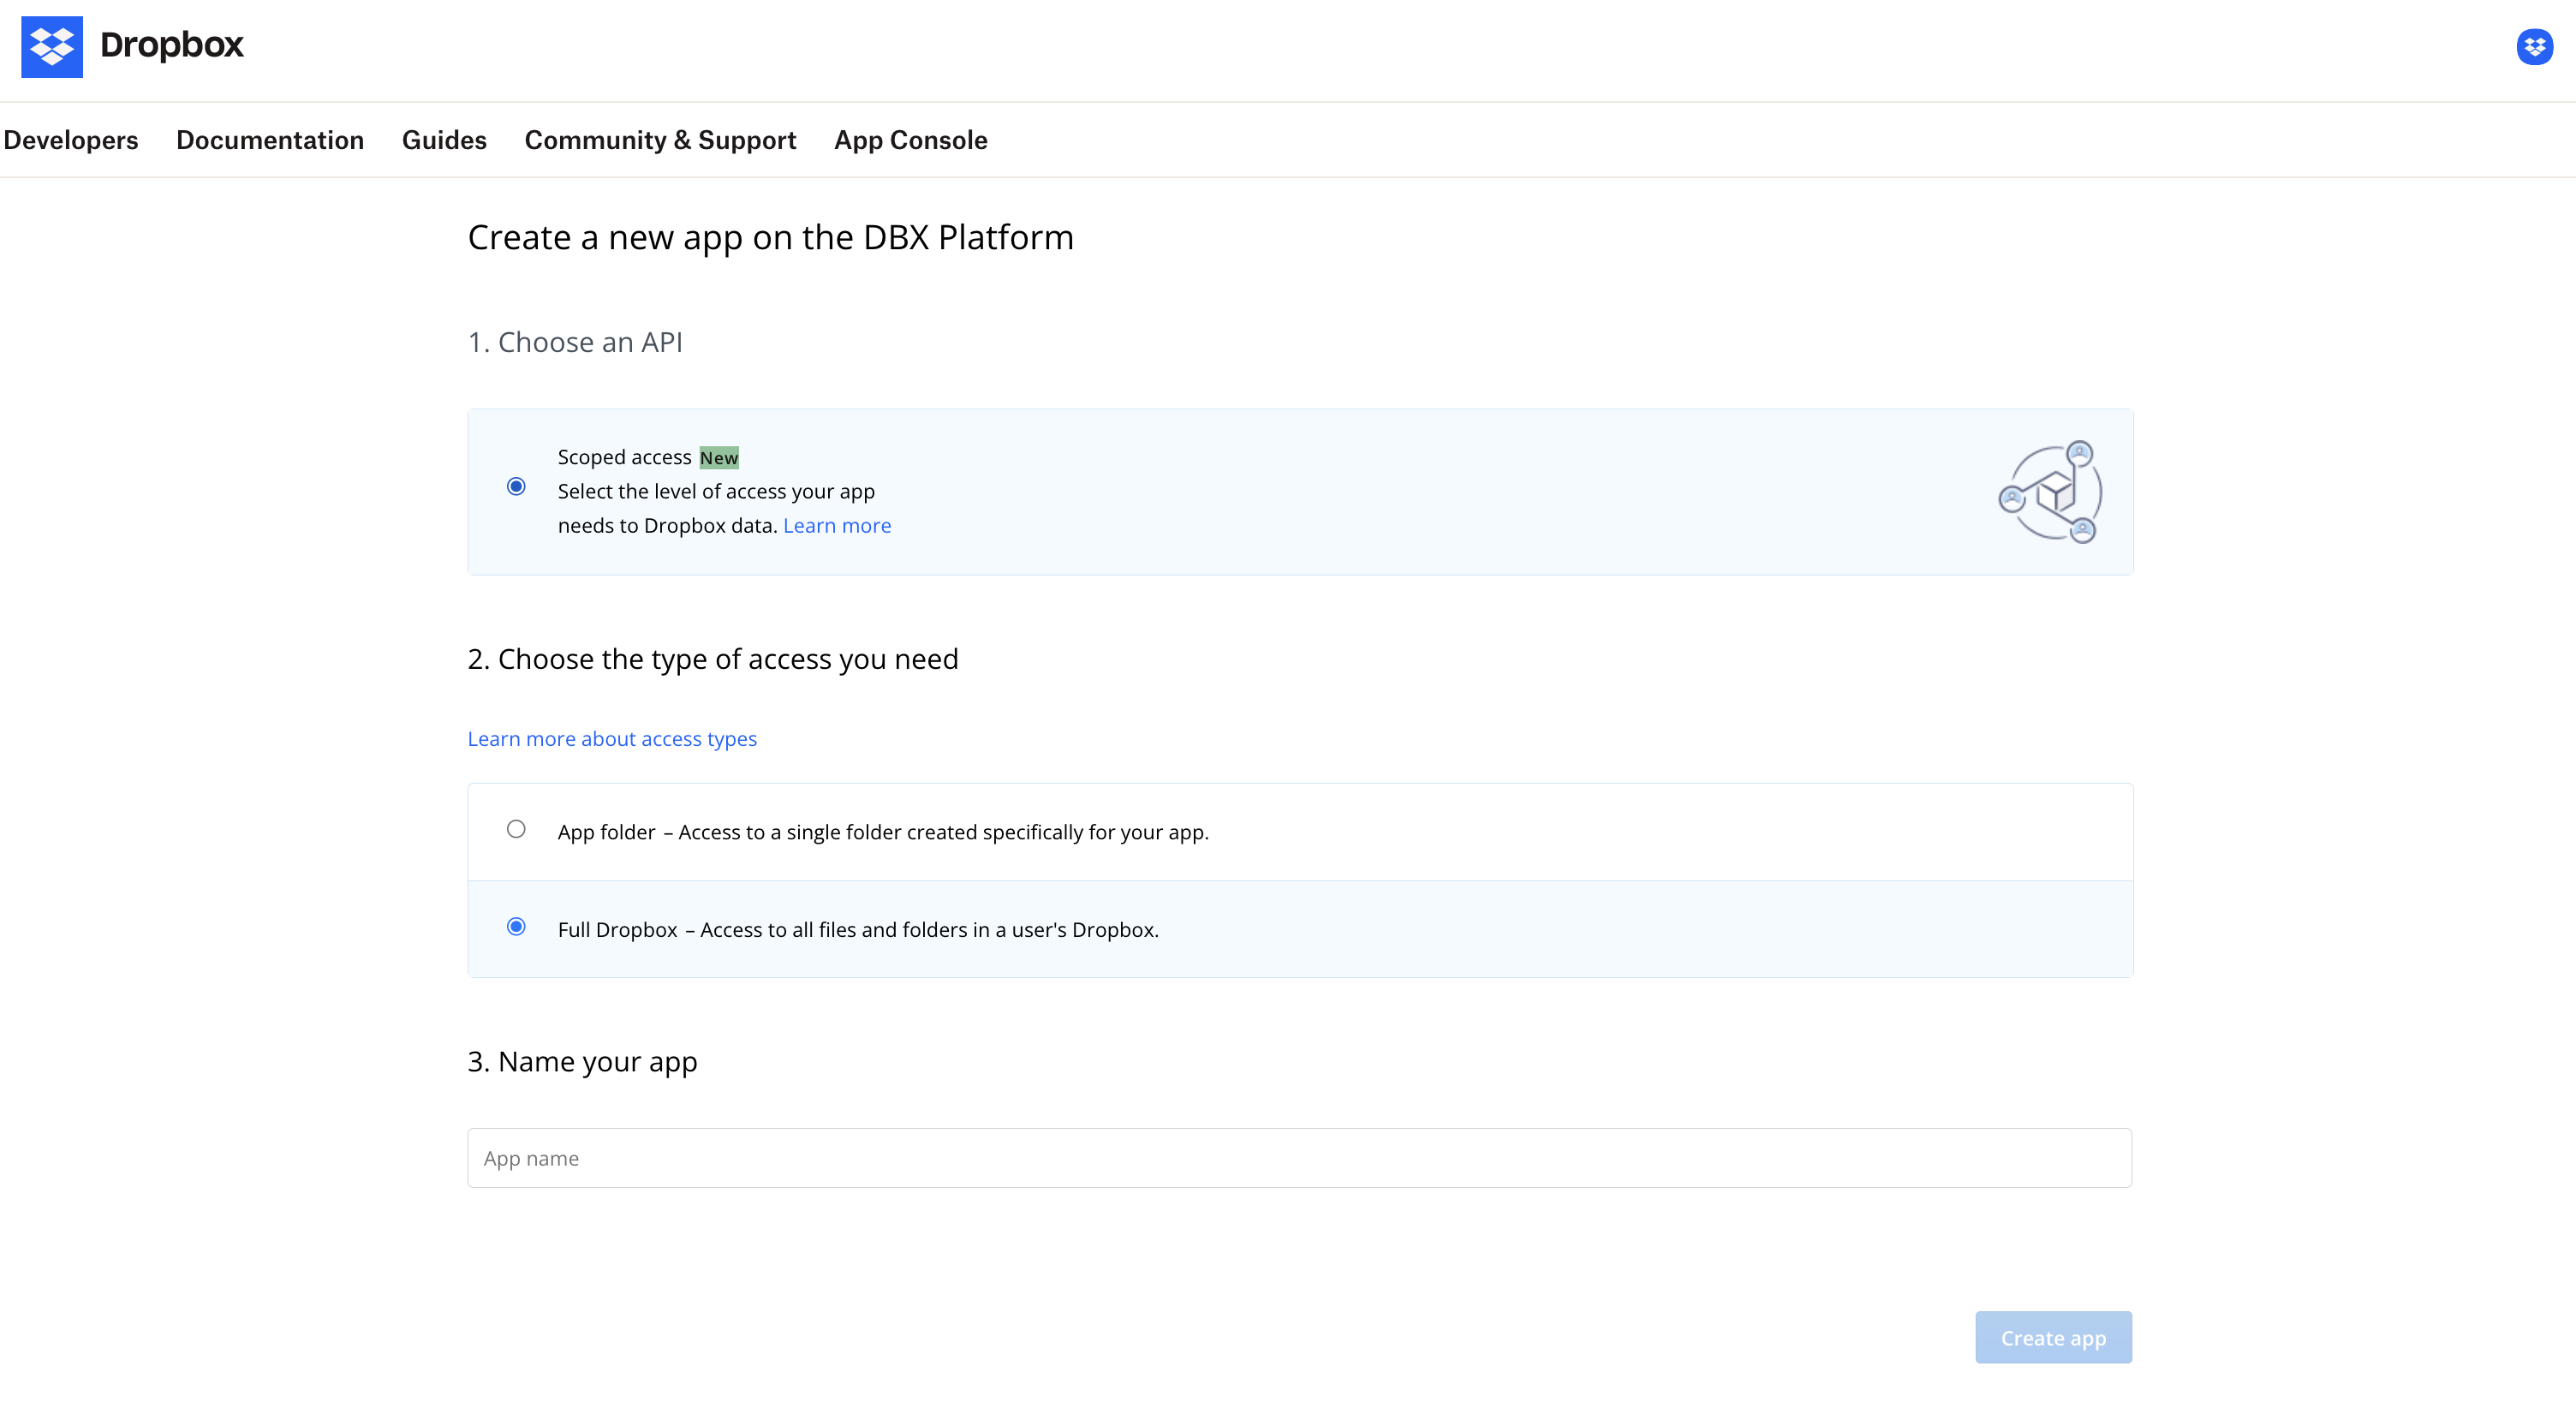 Dropbox
Developers Documentation Guides Community & Support App Console
Create a new app on the DBX Platform
1. Choose an API
Scoped access New
Select the level of access your app
needs to Dropbox data. Learn more
2. Choose the type of access you need
Learn more about access types
App folder – Access to a single folder created specifically for your app.
Full Dropbox – Access to all files and folders in a user's Dropbox.
3. Name your app
App name
Create app